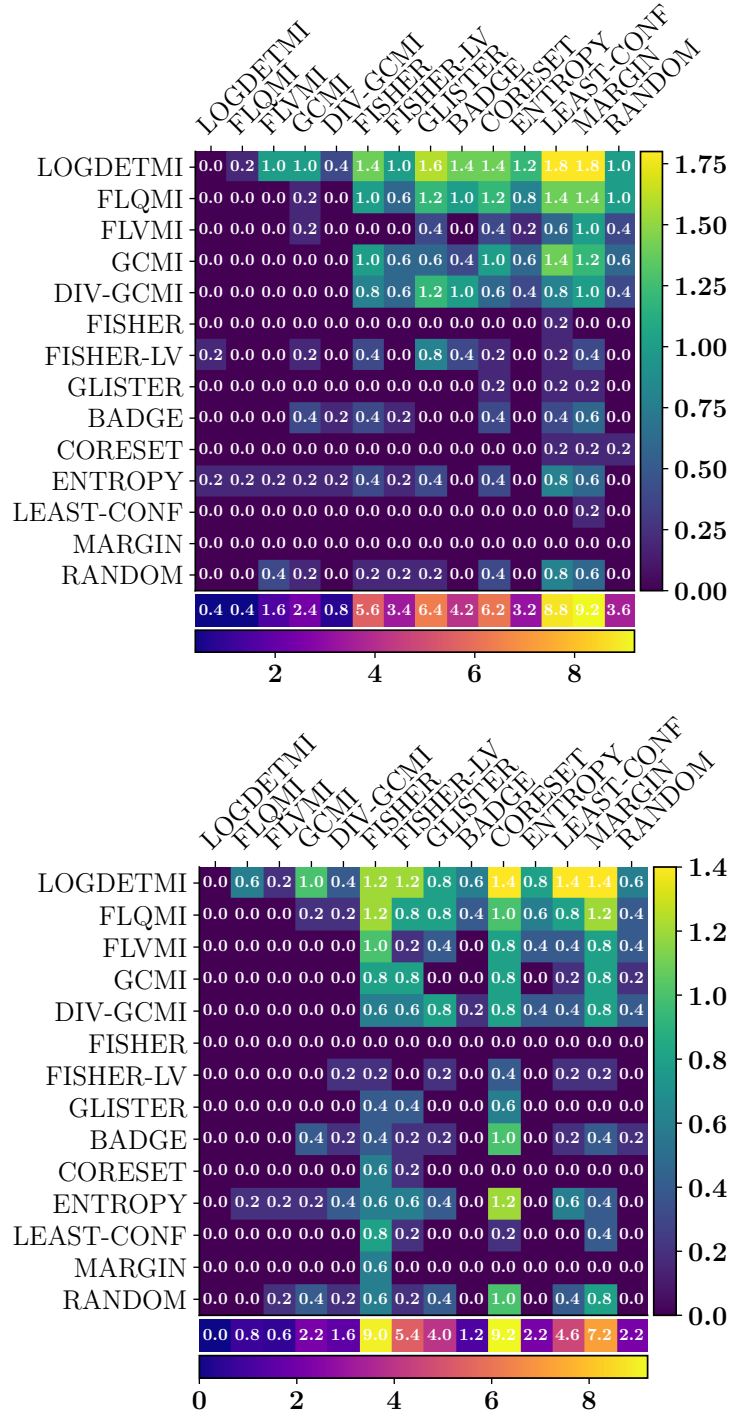 LOGDETMI FLQMI FLVMI GCMI DIV-GCMI FISHER FISHER-LV GLISTER BADGE CORESET ENTROPY LEAST-CONF MARGIN RANDOM
LOGDETMI 0.0 0.2 1.0 1.0 0.4 1.4 1.0 1.6 1.4 1.4 1.2 1.8 1.8 1.0
FLQMI 0.0 0.0 0.0 0.2 0.0 1.0 0.6 1.2 1.0 1.2 0.8 1.4 1.4 1.0
FLVMI 0.0 0.0 0.0 0.2 0.0 0.0 0.0 0.4 0.0 0.4 0.2 0.6 1.0 0.4
GCMI 0.0 0.0 0.0 0.0 0.0 1.0 0.6 0.6 0.4 1.0 0.6 1.4 1.2 0.6
DIV-GCMI 0.0 0.0 0.0 0.0 0.0 0.8 0.6 1.2 1.0 0.6 0.4 0.8 1.0 0.4
FISHER 0.0 0.0 0.0 0.0 0.0 0.0 0.0 0.0 0.0 0.0 0.0 0.2 0.0 0.0
FISHER-LV 0.2 0.0 0.0 0.2 0.0 0.4 0.0 0.8 0.4 0.2 0.0 0.2 0.4 0.0
GLISTER 0.0 0.0 0.0 0.0 0.0 0.0 0.0 0.0 0.0 0.2 0.0 0.2 0.2 0.0
BADGE 0.0 0.0 0.0 0.4 0.2 0.4 0.2 0.0 0.0 0.4 0.0 0.4 0.6 0.0
CORESET 0.0 0.0 0.0 0.0 0.0 0.0 0.0 0.0 0.0 0.0 0.0 0.2 0.2 0.2
ENTROPY 0.2 0.2 0.2 0.2 0.2 0.4 0.2 0.4 0.0 0.4 0.0 0.8 0.6 0.0
LEAST-CONF 0.0 0.0 0.0 0.0 0.0 0.0 0.0 0.0 0.0 0.0 0.0 0.0 0.2 0.0
MARGIN 0.0 0.0 0.0 0.0 0.0 0.0 0.0 0.0 0.0 0.0 0.0 0.0 0.0 0.0
RANDOM 0.0 0.0 0.4 0.2 0.0 0.2 0.2 0.2 0.0 0.4 0.0 0.8 0.6 0.0
0.4 0.4 1.6 2.4 0.8 5.6 3.4 6.4 4.2 6.2 3.2 8.8 9.2 3.6
1.75
1.50
1.25
1.00
0.75
0.50
0.25
0.00
2 4 6 8
LOGDETMI FLQMI FLVMI GCMI DIV-GCMI FISHER FISHER-LV GLISTER BADGE CORESET ENTROPY LEAST-CONF MARGIN RANDOM
LOGDETMI 0.0 0.6 0.2 1.0 0.4 1.2 1.2 0.8 0.6 1.4 0.8 1.4 1.4 0.6
FLQMI 0.0 0.0 0.0 0.2 0.2 1.2 0.8 0.8 0.4 1.0 0.6 0.8 1.2 0.4
FLVMI 0.0 0.0 0.0 0.0 0.0 1.0 0.2 0.4 0.0 0.8 0.4 0.4 0.8 0.4
GCMI 0.0 0.0 0.0 0.0 0.0 0.8 0.8 0.0 0.0 0.8 0.0 0.2 0.8 0.2
DIV-GCMI 0.0 0.0 0.0 0.0 0.0 0.6 0.6 0.8 0.2 0.8 0.4 0.4 0.8 0.4
FISHER 0.0 0.0 0.0 0.0 0.0 0.0 0.0 0.0 0.0 0.0 0.0 0.0 0.0 0.0
FISHER-LV 0.0 0.0 0.0 0.0 0.2 0.2 0.0 0.2 0.0 0.4 0.0 0.2 0.2 0.0
GLISTER 0.0 0.0 0.0 0.0 0.0 0.4 0.4 0.0 0.0 0.6 0.0 0.0 0.0 0.0
BADGE 0.0 0.0 0.0 0.4 0.2 0.4 0.2 0.2 0.0 1.0 0.0 0.2 0.4 0.2
CORESET 0.0 0.0 0.0 0.0 0.0 0.6 0.2 0.0 0.0 0.0 0.0 0.0 0.0 0.0
ENTROPY 0.0 0.2 0.2 0.2 0.4 0.6 0.6 0.4 0.0 1.2 0.0 0.6 0.4 0.0
LEAST-CONF 0.0 0.0 0.0 0.0 0.0 0.8 0.2 0.0 0.0 0.2 0.0 0.0 0.4 0.0
MARGIN 0.0 0.0 0.0 0.0 0.0 0.6 0.0 0.0 0.0 0.0 0.0 0.0 0.0 0.0
RANDOM 0.0 0.0 0.2 0.4 0.2 0.6 0.2 0.4 0.0 1.0 0.0 0.4 0.8 0.0
0.0 0.8 0.6 2.2 1.6 9.0 5.4 4.0 1.2 9.2 2.2 4.6 7.2 2.2
1.4
1.2
1.0
0.8
0.6
0.4
0.2
0.0
0 2 4 6 8